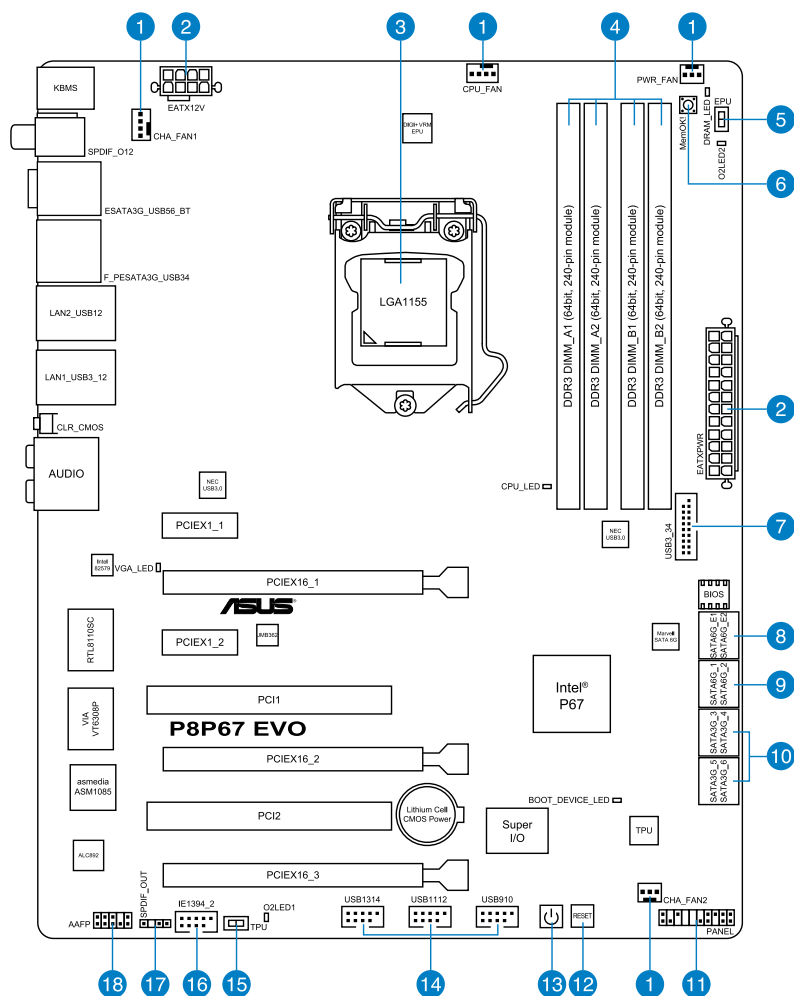 1
2
3
1
4
1
KBMS
EATX12V
CPU_FAN
PWR_FAN
CHA_FAN1
DIGI+ VRM
EPU
MemOK!
DRAM_LED
EPU
5
SPDIF_O12
O2LED2
6
ESATA3G_USB56_BT
F_PESATA3G_USB34
LGA1155
DDR3 DIMM_A1 (64bit, 240-pin module)
DDR3 DIMM_A2 (64bit, 240-pin module)
DDR3 DIMM_B1 (64bit, 240-pin module)
DDR3 DIMM_B2 (64bit, 240-pin module)
LAN2_USB12
LAN1_USB3_12
2
EATXPWR
CLR_CMOS
AUDIO
NEC
USB3.0
CPU_LED
PCIEX1_1
NEC
USB3.0
USB3_34
7
Intel
82579
VGA_LED
PCIEX16_1
BIOS
ASUS
RTL8110SC
PCIEX1_2
JMB362
Marvell
SATA 6G
SATA6G_E1
SATA6G_E2
8
Intel®
P67
SATA6G_1
SATA6G_2
9
PCI1
VIA
VT6308P
P8P67 EVO
SATA3G_3
SATA3G_4
10
PCIEX16_2
asmedia
ASM1085
SATA3G_5
SATA3G_6
PCI2
Lithium Cell
CMOS Power
BOOT_DEVICE_LED
Super
I/O
TPU
ALC892
PCIEX16_3
AAFP
SPDIF_OUT
IE1394_2
O2LED1
TPU
USB1314
USB1112
USB910
RESET
CHA_FAN2
PANEL
18
17
16
15
14
13
12
1
11